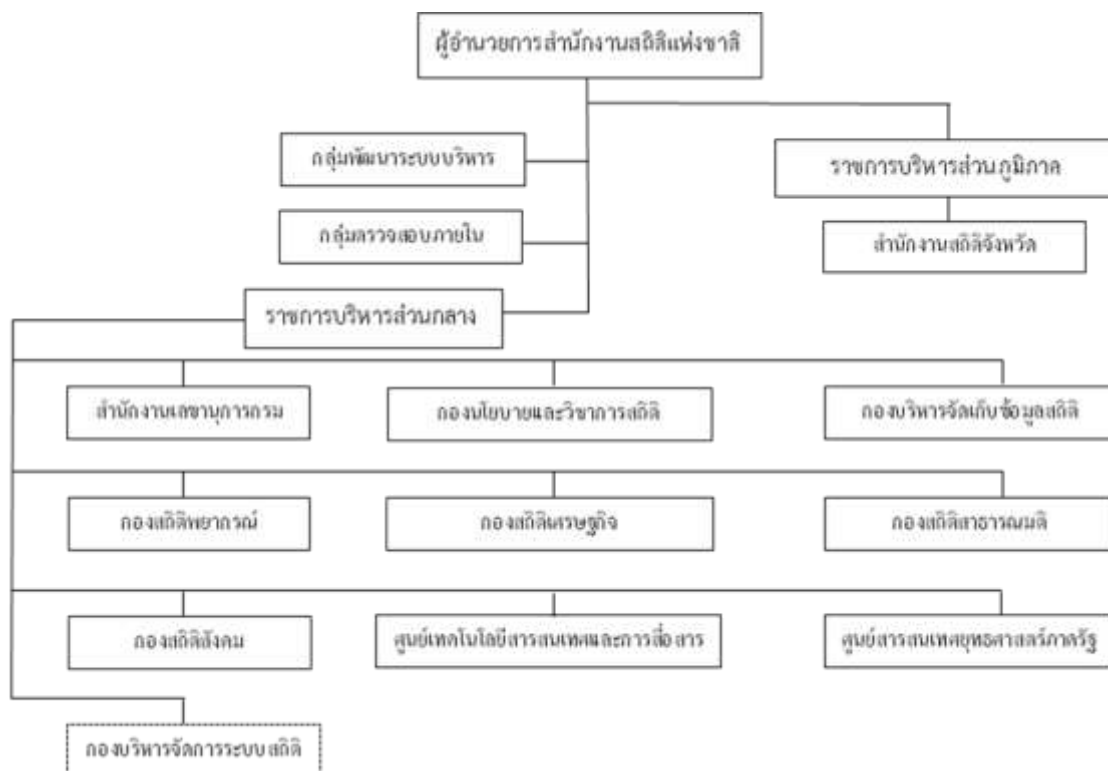 ผู้อำนวยการสำนักงานสถิติแห่งชาติ
กลุ่มพัฒนาระบบบริหาร
ราชการบริหารส่วนภูมิภาค
กลุ่มตรวจสอบภายใน
สำนักงานสถิติจังหวัด
ราชการบริหารส่วนกลาง
สำนักงานเลขานุการกรม
กองนโยบายและวิชาการสถิติ
กองบริหารจัดเก็บข้อมูลสถิติ
กองสถิติพยากรณ์
กองสถิติเศรษฐกิจ
กองสถิติสาธารณมติ
กองสถิติสังคม
ศูนย์เทคโนโลยีสารสนเทศและการสื่อสาร
ศูนย์สารสนเทศยุทธศาสตร์ภาครัฐ
กองบริหารจัดการระบบสถิติ